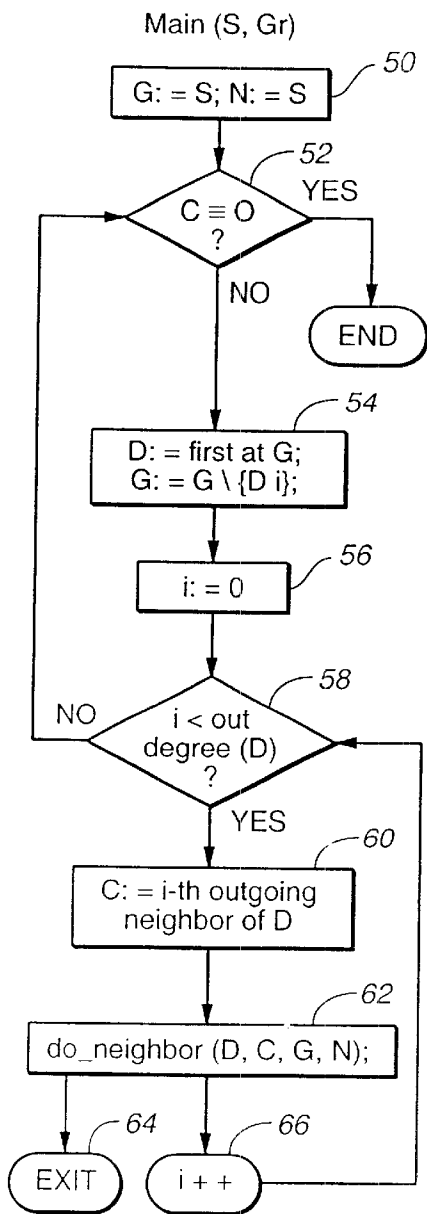 Main (S, Gr)
50
G: = S; N: = S
52
C ≡ O
?
YES
NO
END
54
D: = first at G;
G: = G \ {D i};
56
i: = 0
58
NO
i < out
degree (D)
?
YES
60
C: = i-th outgoing
neighbor of D
62
do_neighbor (D, C, G, N);
64
66
EXIT
i + +